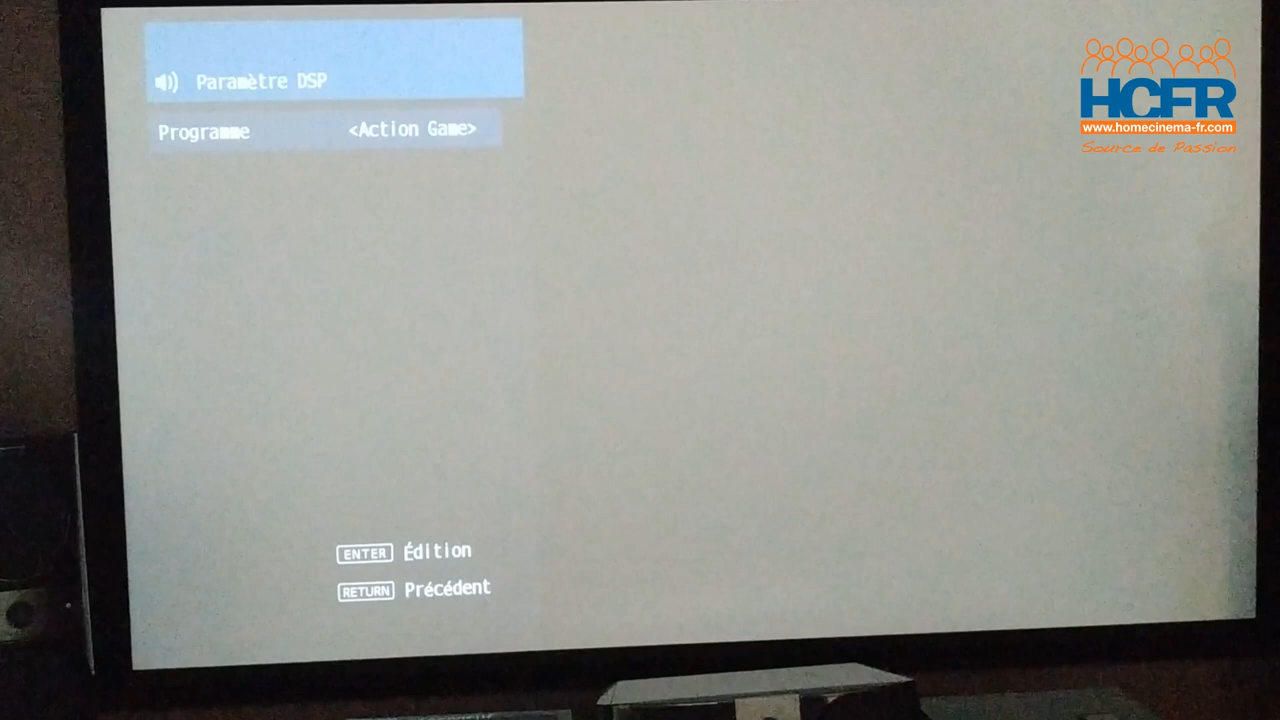 Paramètre DSP
Programme <Action Game>
ENTER Édition
RETURN Précédent
HCFR
www.homecinema-fr.com
Source de Passion